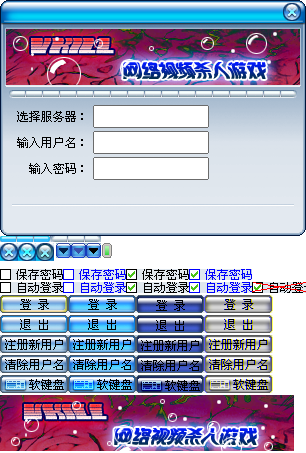 网络视频杀人游戏
选择服务器：
输入用户名：
输入密码：
保存密码 保存密码 保存密码 保存密码
自动登录 自动登录 自动登录 自动登录 自动登
登 录 登 录 登 录 登 录
退 出 退 出 退 出 退 出
注册新用户 注册新用户 注册新用户 注册新用户
清除用户名 清除用户名 清除用户名 清除用户名
软键盘 软键盘 软键盘 软键盘
网络视频杀人游戏